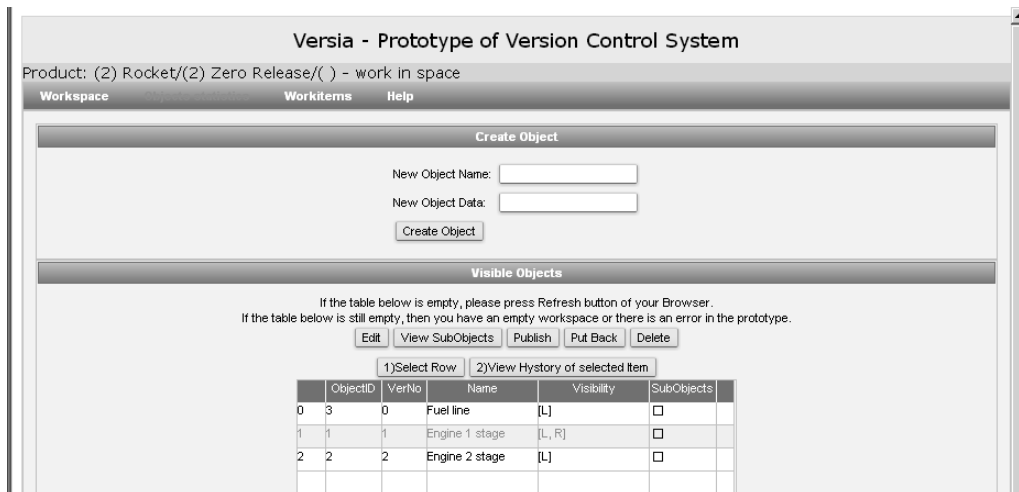 Versia - Prototype of Version Control System
Product: (2) Rocket/(2) Zero Release/( ) - work in space
Workspace Workitems Help
Create Object
New Object Name:
New Object Data:
Create Object
Visible Objects
If the table below is empty, please press Refresh button of your Browser.
If the table below is still empty, then you have an empty workspace or there is an error in the prototype.
Edit View SubObjects Publish Put Back Delete
1)Select Row 2)View Hystory of selected Item
ObjectID VerNo Name Visibility SubObjects
0 3 0 Fuel line [L]
1 1 1 Engine 1 stage [L, R]
2 2 2 Engine 2 stage [L]